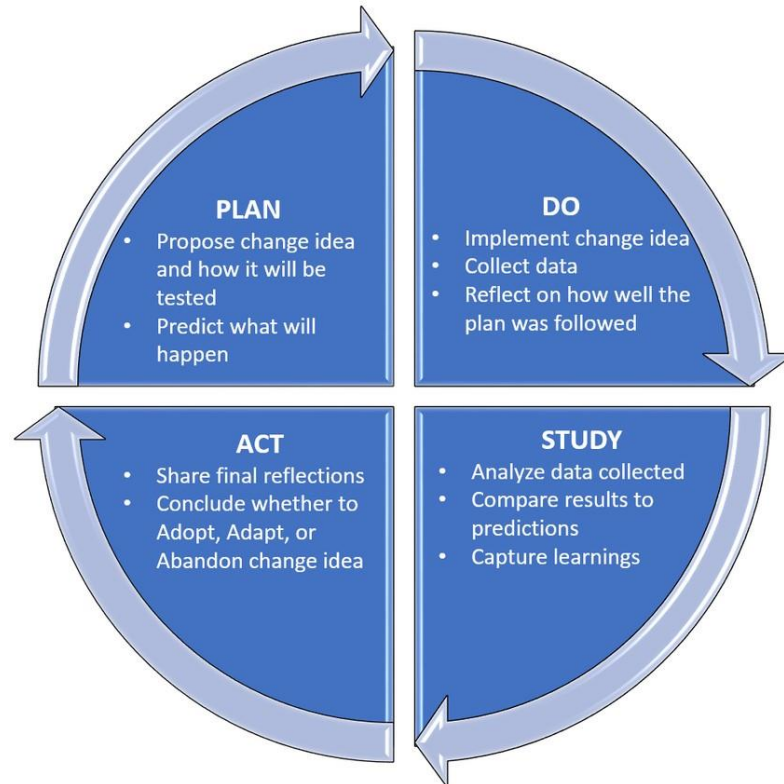 PLAN
• Propose change idea
and how it will be
tested
• Predict what will
happen
DO
• Implement change idea
• Collect data
• Reflect on how well the
plan was followed
ACT
• Share final reflections
• Conclude whether to
Adopt, Adapt, or
Abandon change idea
STUDY
• Analyze data collected
• Compare results to
predictions
• Capture learnings